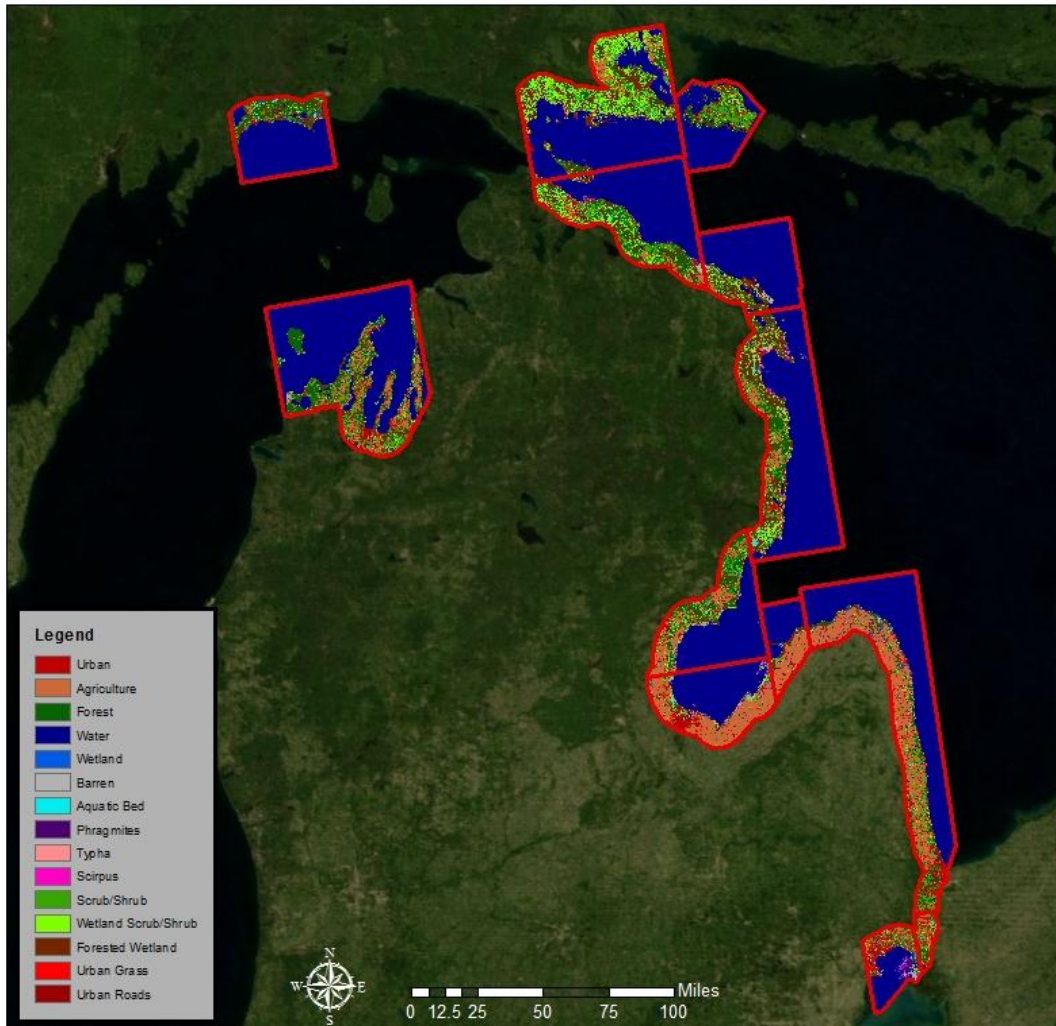 Legend
Urban
Agriculture
Forest
Water
Wetland
Barren
Aquatic Bed
Phragmites
Typha
Scirpus
Scrub/Shrub
Wetland Scrub/Shrub
Forested Wetland
Urban Grass
Urban Roads
N
W E
S
Miles
0 12.5 25 50 75 100